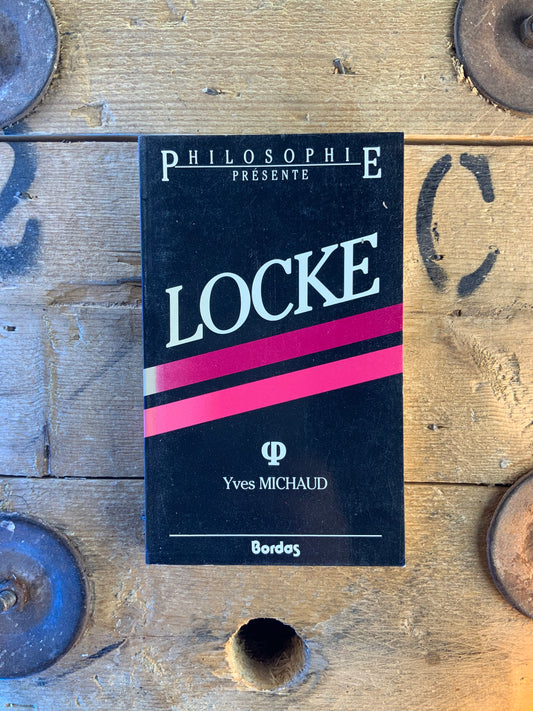 PHILOSOPHIE
PRÉSENTE
LOCKE
φ
Yves MICHAUD
Bordas
C